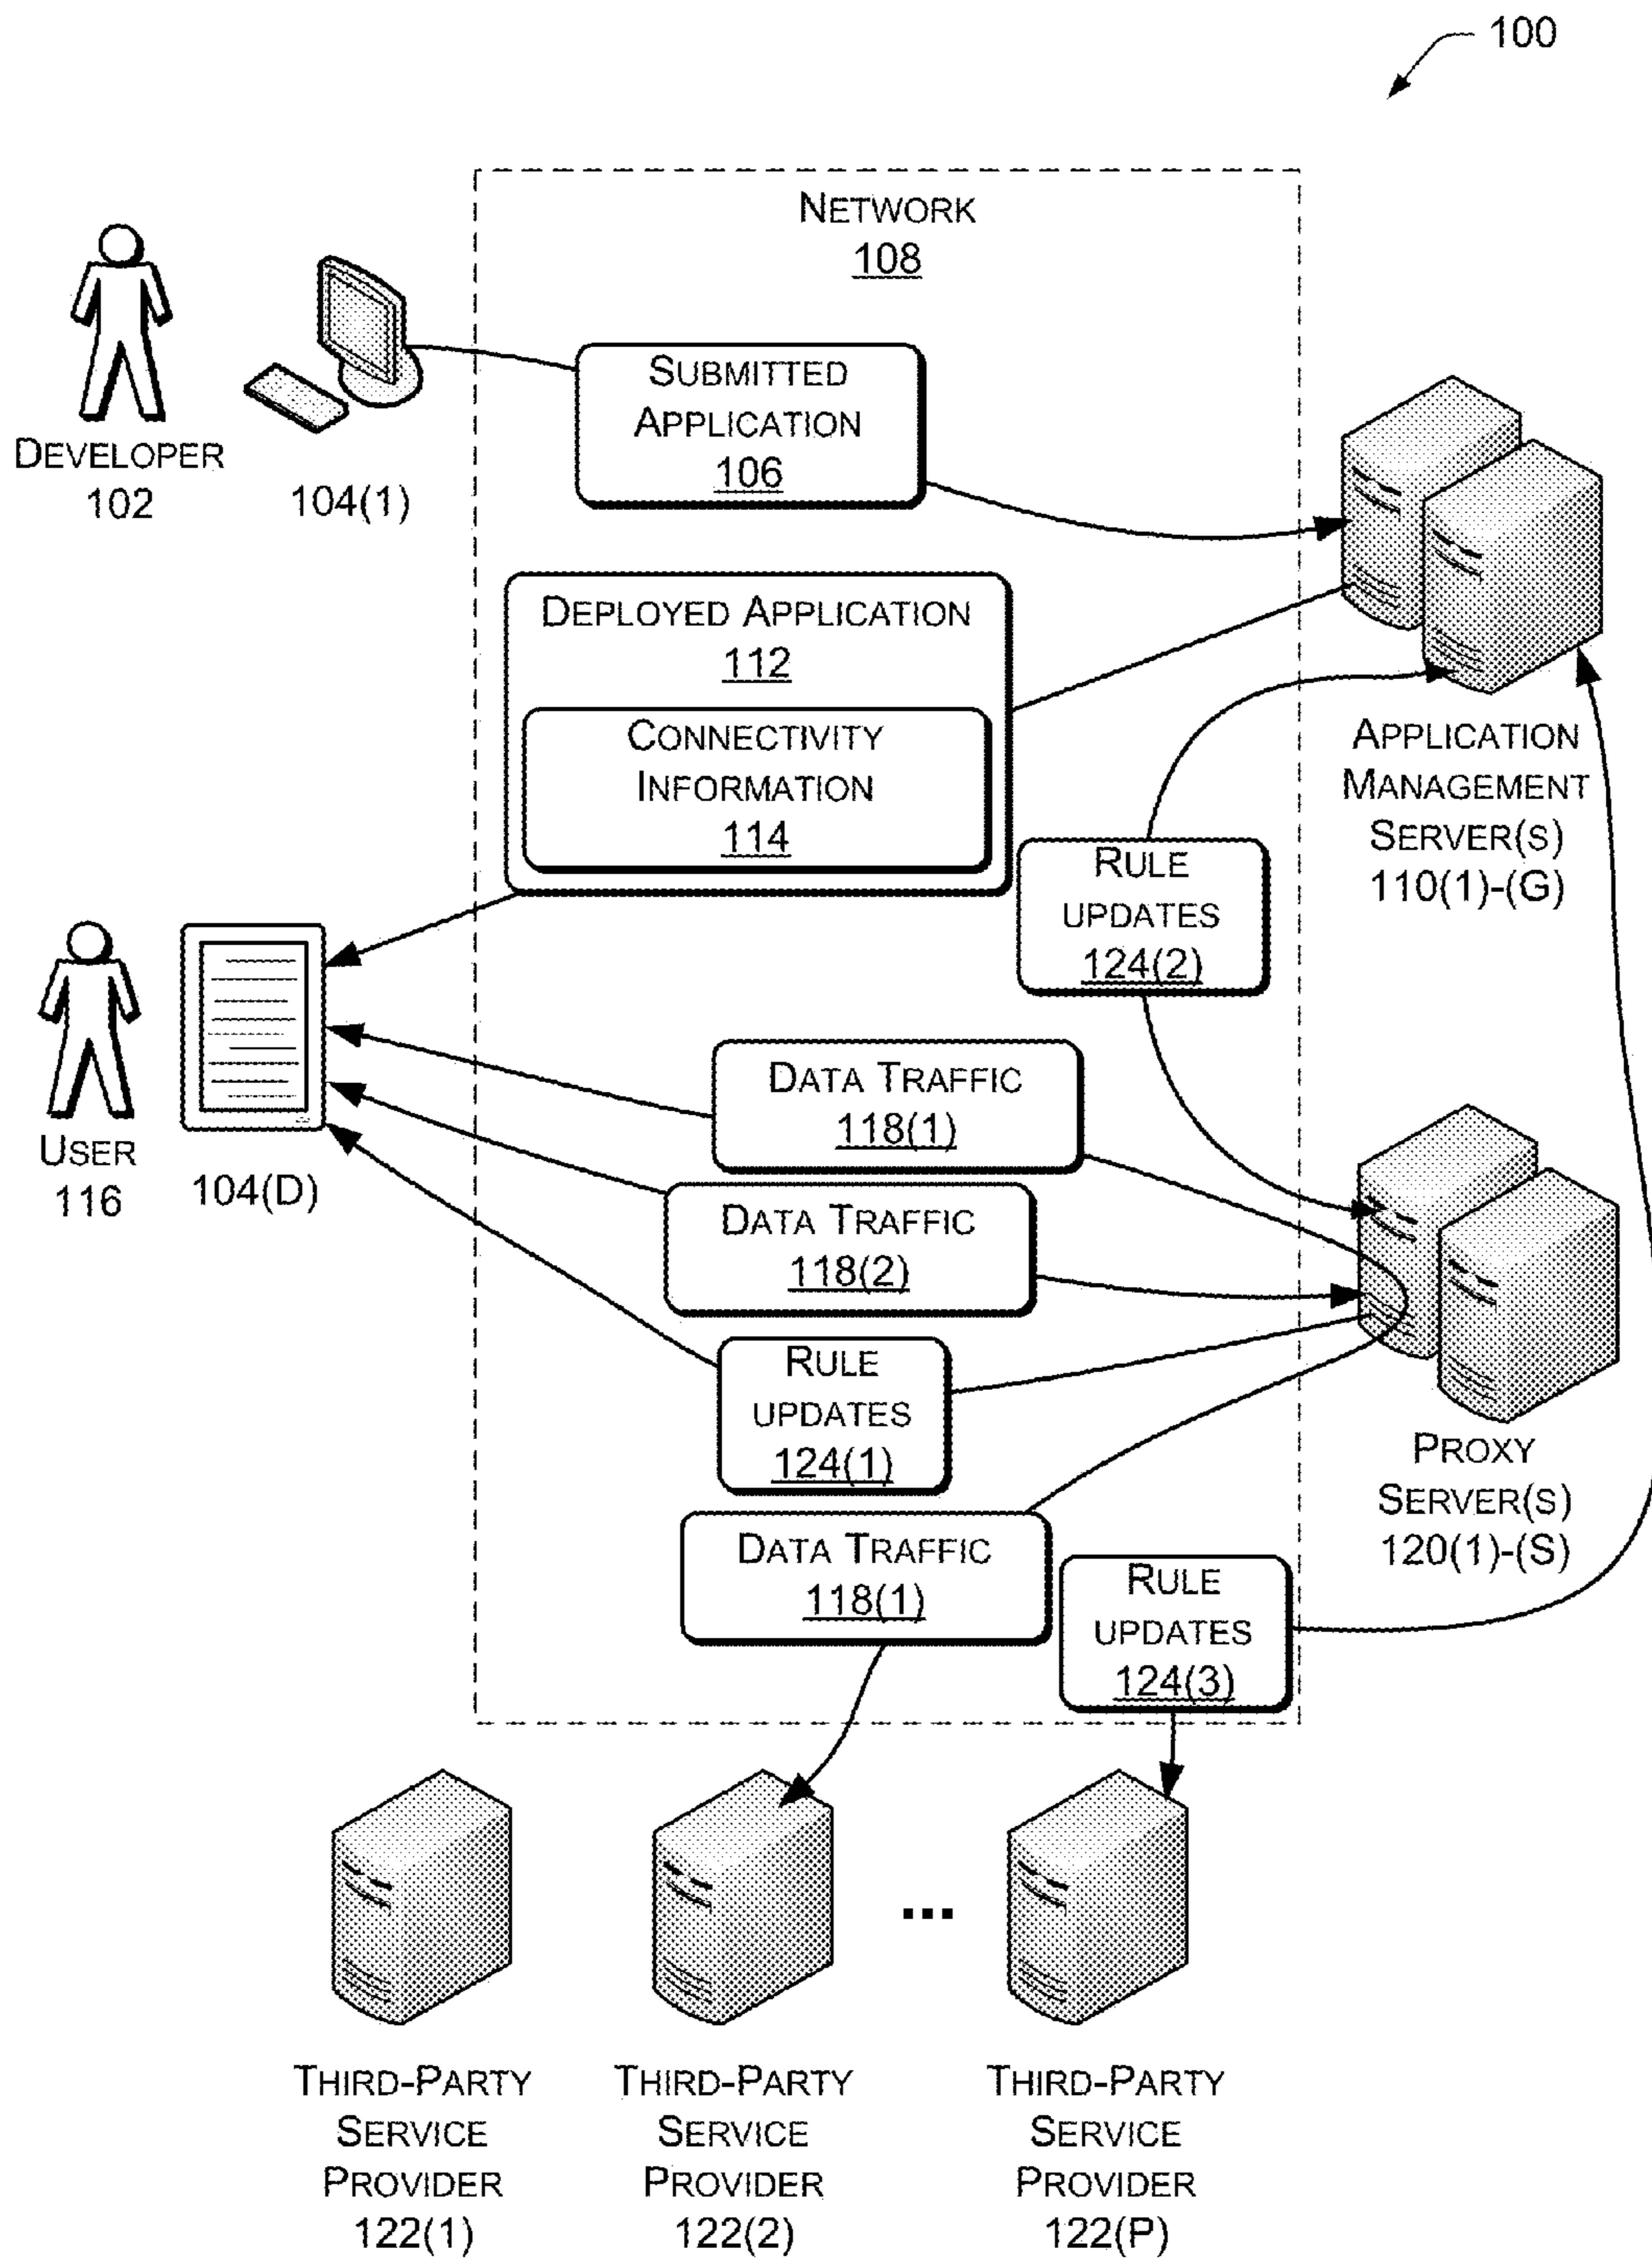 100
NETWORK
108
SUBMITTED
APPLICATION
106
DEVELOPER
102
104(1)
DEPLOYED APPLICATION
112
CONNECTIVITY
INFORMATION
114
APPLICATION
MANAGEMENT
SERVER(S)
110(1)-(G)
RULE
UPDATES
124(2)
USER
116
104(D)
DATA TRAFFIC
118(1)
DATA TRAFFIC
118(2)
RULE
UPDATES
124(1)
PROXY
SERVER(S)
120(1)-(S)
DATA TRAFFIC
118(1)
RULE
UPDATES
124(3)
...
THIRD-PARTY
SERVICE
PROVIDER
122(1)
THIRD-PARTY
SERVICE
PROVIDER
122(2)
THIRD-PARTY
SERVICE
PROVIDER
122(P)